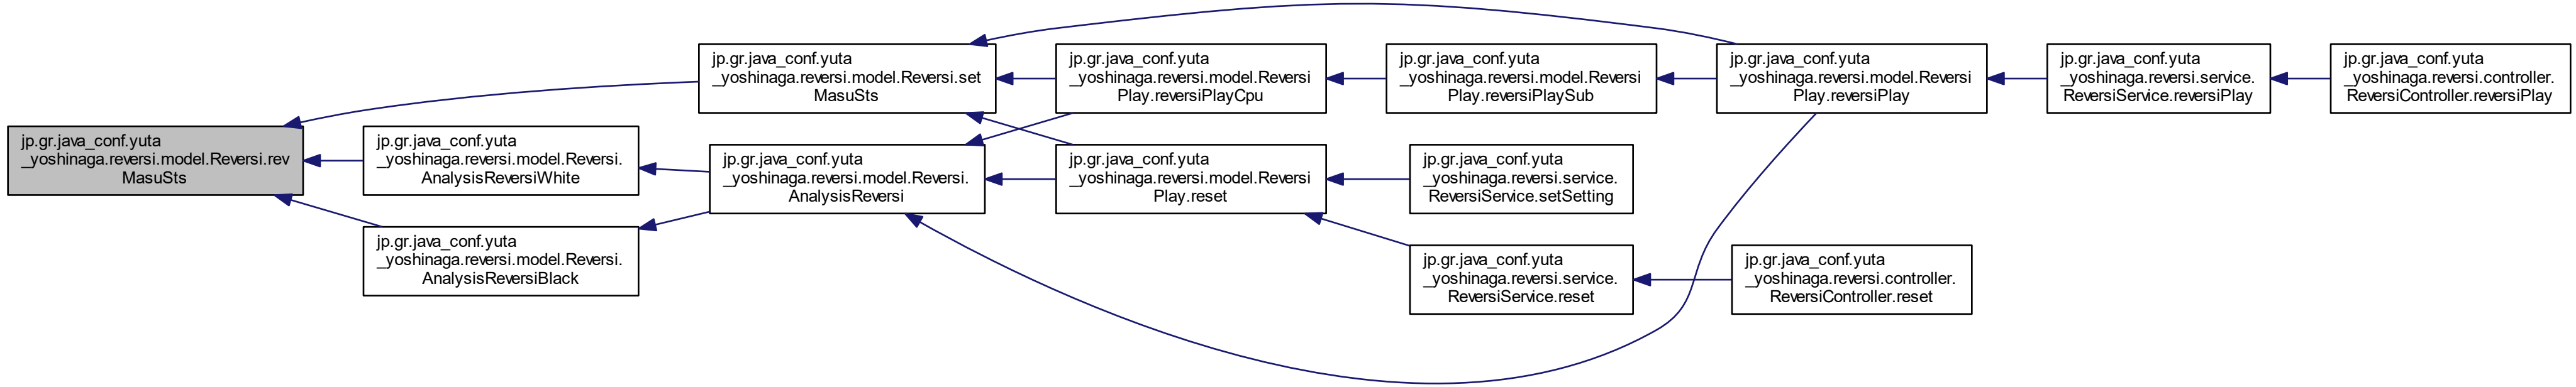 jp.gr.java_conf.yuta
_yoshinaga.reversi.model.Reversi.rev
MasuSts
jp.gr.java_conf.yuta
_yoshinaga.reversi.model.Reversi.set
MasuSts
jp.gr.java_conf.yuta
_yoshinaga.reversi.model.Reversi.
AnalysisReversiWhite
jp.gr.java_conf.yuta
_yoshinaga.reversi.model.Reversi.
AnalysisReversiBlack
jp.gr.java_conf.yuta
_yoshinaga.reversi.model.Reversi.
AnalysisReversi
jp.gr.java_conf.yuta
_yoshinaga.reversi.model.Reversi
Play.reversiPlayCpu
jp.gr.java_conf.yuta
_yoshinaga.reversi.model.Reversi
Play.reset
jp.gr.java_conf.yuta
_yoshinaga.reversi.model.Reversi
Play.reversiPlaySub
jp.gr.java_conf.yuta
_yoshinaga.reversi.service.
ReversiService.setSetting
jp.gr.java_conf.yuta
_yoshinaga.reversi.service.
ReversiService.reset
jp.gr.java_conf.yuta
_yoshinaga.reversi.model.Reversi
Play.reversiPlay
jp.gr.java_conf.yuta
_yoshinaga.reversi.controller.
ReversiController.reset
jp.gr.java_conf.yuta
_yoshinaga.reversi.service.
ReversiService.reversiPlay
jp.gr.java_conf.yuta
_yoshinaga.reversi.controller.
ReversiController.reversiPlay